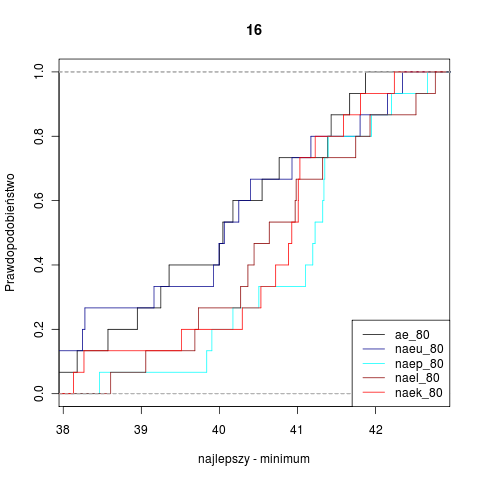 16
Prawdopodobieństwo
1.0
0.8
0.6
0.4
0.2
0.0
38 39 40 41 42
najlepszy - minimum
ae_80
naeu_80
naep_80
nael_80
naek_80